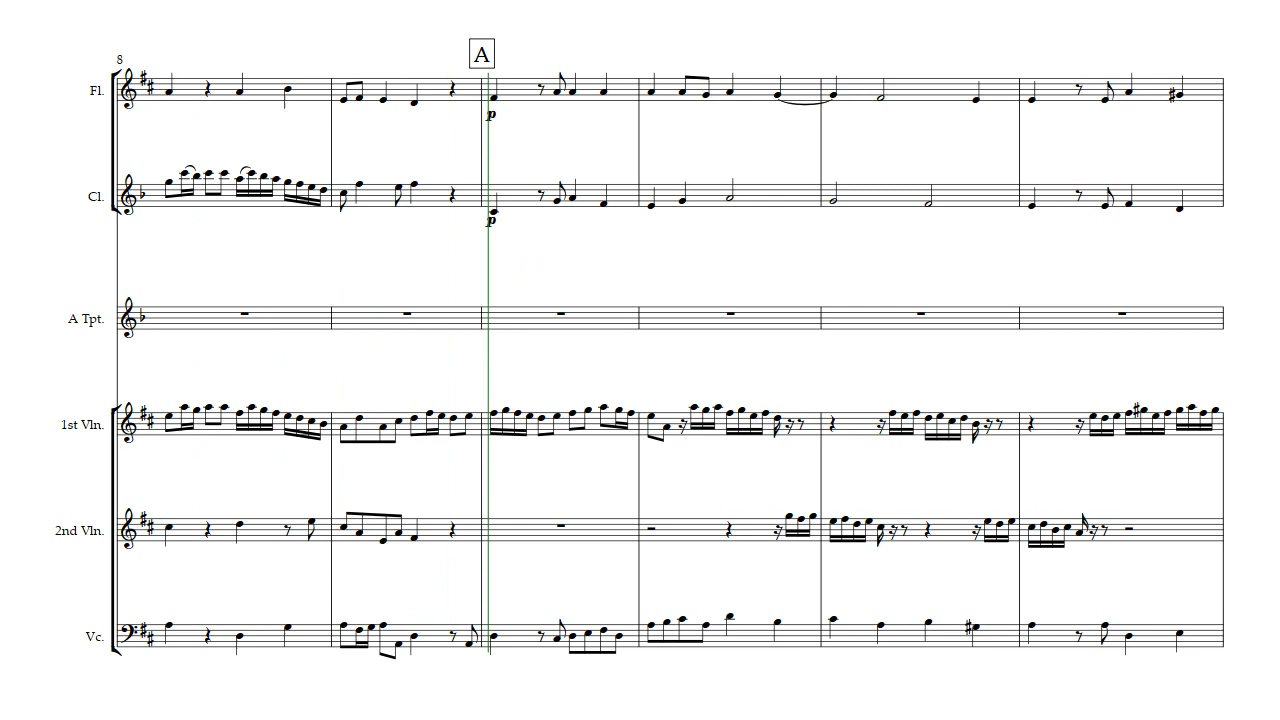 A
8
Fl.
p
Cl.
p
A Tpt.
1st Vln.
2nd Vln.
Vc.